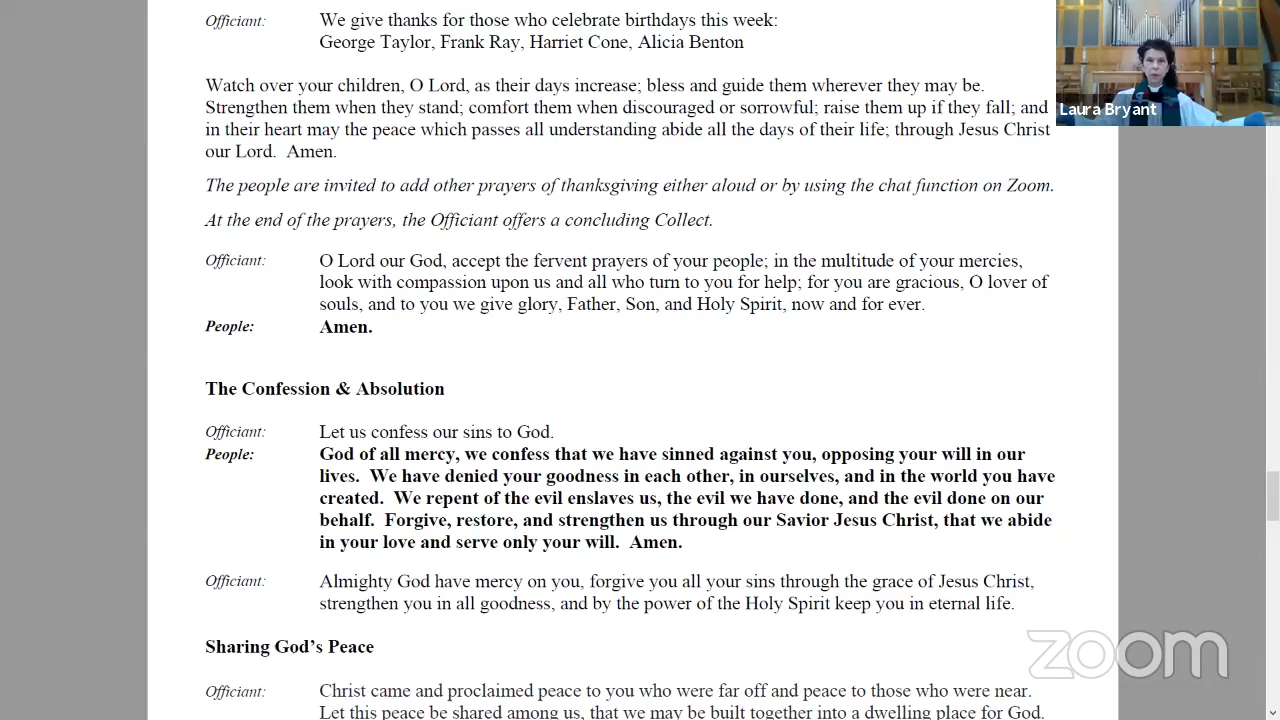 Officiant: We give thanks for those who celebrate birthdays this week:
George Taylor, Frank Ray, Harriet Cone, Alicia Benton
Watch over your children, O Lord, as their days increase; bless and guide them wherever they may be.
Strengthen them when they stand; comfort them when discouraged or sorrowful; raise them up if they fall; and
in their heart may the peace which passes all understanding abide all the days of their life; through Jesus Christ
our Lord. Amen.
The people are invited to add other prayers of thanksgiving either aloud or by using the chat function on Zoom.
At the end of the prayers, the Officiant offers a concluding Collect.
Officiant: O Lord our God, accept the fervent prayers of your people; in the multitude of your mercies,
look with compassion upon us and all who turn to you for help; for you are gracious, O lover of
souls, and to you we give glory, Father, Son, and Holy Spirit, now and for ever.
People: Amen.
The Confession & Absolution
Officiant: Let us confess our sins to God.
People: God of all mercy, we confess that we have sinned against you, opposing your will in our
lives. We have denied your goodness in each other, in ourselves, and in the world you have
created. We repent of the evil enslaves us, the evil we have done, and the evil done on our
behalf. Forgive, restore, and strengthen us through our Savior Jesus Christ, that we abide
in your love and serve only your will. Amen.
Officiant: Almighty God have mercy on you, forgive you all your sins through the grace of Jesus Christ,
strengthen you in all goodness, and by the power of the Holy Spirit keep you in eternal life.
Sharing God's Peace
Officiant: Christ came and proclaimed peace to you who were far off and peace to those who were near.
Let this peace be shared among us, that we may be built together into a dwelling place for God.
Laura Bryant
zoom